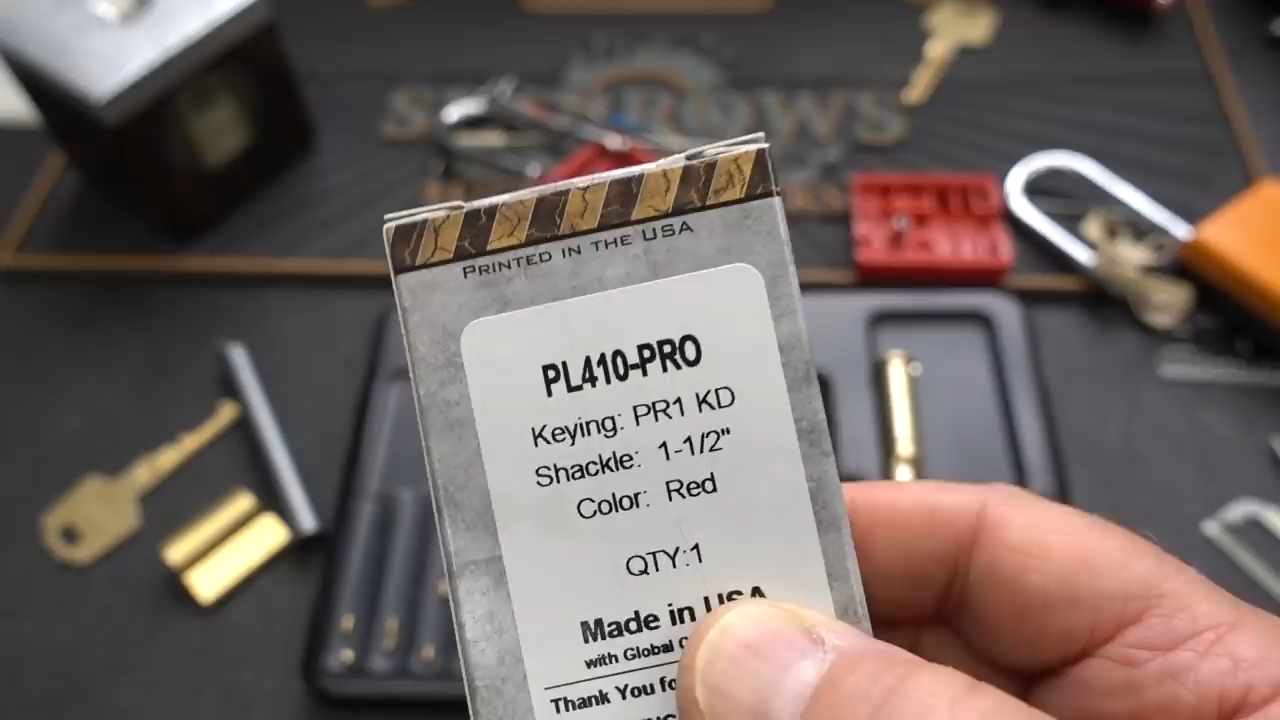 PRINTED IN THE USA
PL410-PRO
Keying: PR1 KD
Shackle: 1-1/2"
Color: Red
QTY:1
Made in USA
with Global
Thank You